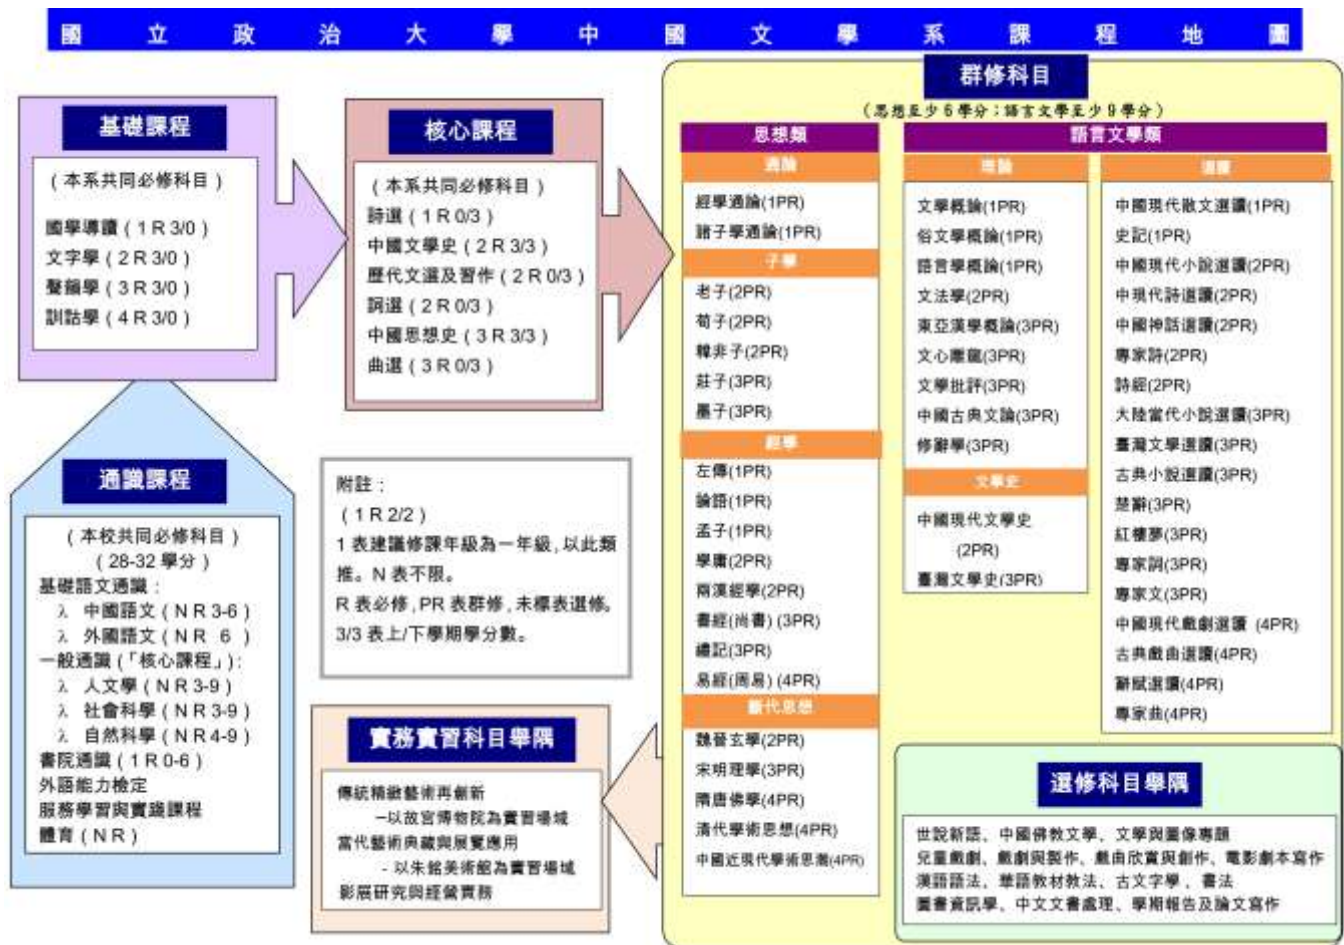 國立政治大學中國文學系課程地圖
基礎課程
(本系共同必修科目)
國學導讀(1 R 3/0)
文字學(2 R 3/0)
聲韻學(3 R 3/0)
訓詁學(4 R 3/0)
核心課程
(本系共同必修科目)
詩選(1 R 0/3)
中國文學史(2 R 3/3)
歷代文選及習作(2 R 0/3)
詞選(2 R 0/3)
中國思想史(3 R 3/3)
曲選(3 R 0/3)
通識課程
(本校共同必修科目)
(28-32 學分)
基礎語文通識:
λ 中國語文(N R 3-6)
λ 外國語文(N R 6)
一般通識(「核心課程」):
λ 人文學(N R 3-9)
λ 社會科學(N R 3-9)
λ 自然科學(N R 4-9)
書院通識(1 R 0-6)
外語能力檢定
服務學習與實踐課程
體育(N R)
附註:
(1 R 2/2)
1 表建議修課年級為一年級,以此類
推。N 表不限。
R 表必修,PR 表群修,未標表選修。
3/3 表上/下學期學分數。
實務實習科目舉隅
傳統精緻藝術再創新
—以故宮博物院為實習場域
當代藝術典藏與展覽應用
- 以朱銘美術館為實習場域
影展研究與經營實務
群修科目
(思想至少6學分;語言文學至少9學分)
思想類
通論
經學通論(1PR)
諸子學通論(1PR)
子學
老子(2PR)
荀子(2PR)
韓非子(2PR)
莊子(3PR)
墨子(3PR)
經學
左傳(1PR)
論語(1PR)
孟子(1PR)
學庸(2PR)
兩漢經學(2PR)
書經(尚書) (3PR)
禮記(3PR)
易經(周易) (4PR)
斷代思想
魏晉玄學(2PR)
宋明理學(3PR)
隋唐佛學(4PR)
清代學術思想(4PR)
中國近現代學術思潮(4PR)
語言文學類
理論
文學概論(1PR)
俗文學概論(1PR)
語言學概論(1PR)
文法學(2PR)
東亞漢學概論(3PR)
文心雕龍(3PR)
文學批評(3PR)
中國古典文論(3PR)
修辭學(3PR)
文學史
中國現代文學史
(2PR)
臺灣文學史(3PR)
選讀
中國現代散文選讀(1PR)
史記(1PR)
中國現代小說選讀(2PR)
中現代詩選讀(2PR)
中國神話選讀(2PR)
專家詩(2PR)
詩經(2PR)
大陸當代小說選讀(3PR)
臺灣文學選讀(3PR)
古典小說選讀(3PR)
楚辭(3PR)
紅樓夢(3PR)
專家詞(3PR)
專家文(3PR)
中國現代戲劇選讀 (4PR)
古典戲曲選讀(4PR)
辭賦選讀(4PR)
專家曲(4PR)
選修科目舉隅
世說新語、中國佛教文學、文學與圖像專題
兒童戲劇、戲劇與製作、戲曲欣賞與創作、電影劇本寫作
漢語語法、華語教材教法、古文字學、書法
圖書資訊學、中文文書處理、學期報告及論文寫作